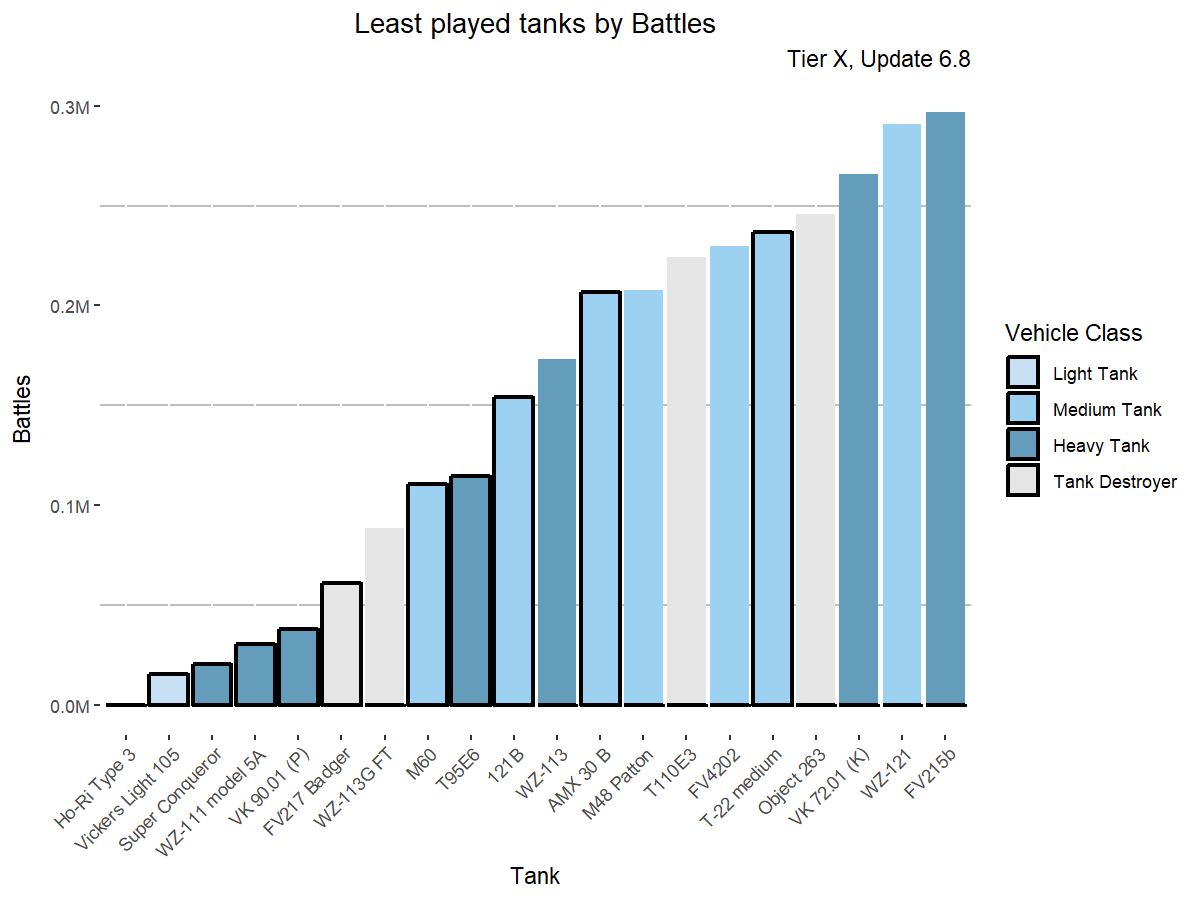 Least played tanks by Battles
Tier X, Update 6.8
0.3M
0.2M
0.1M
0.0M
Battles
Ho-Ri Type 3
Vickers Light 105
Super Conqueror
WZ-111 model 5A
VK 90.01 (P)
FV217 Badger
WZ-113G FT
M60
T95E6
121B
WZ-113
AMX 30 B
M48 Patton
T110E3
FV4202
T-22 medium
Object 263
VK 72.01 (K)
WZ-121
FV215b
Tank
Vehicle Class
Light Tank
Medium Tank
Heavy Tank
Tank Destroyer